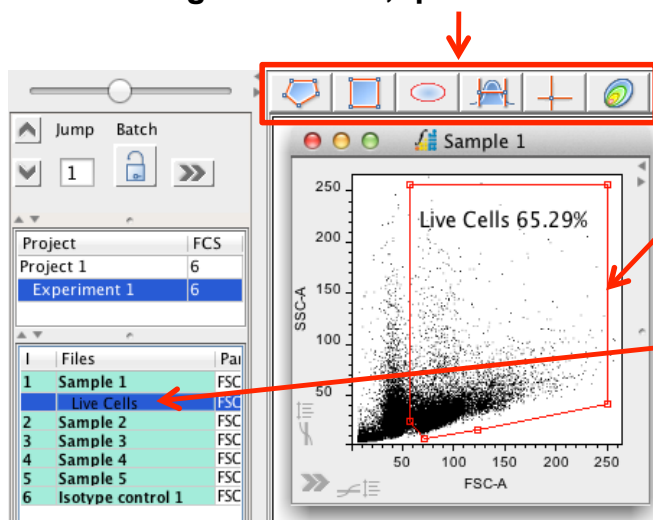 Jump Batch
1
Project FCS
Project 1 6
Experiment 1 6
I Files
1 Sample 1 FSC
Live Cells FSC
2 Sample 2 FSC
3 Sample 3 FSC
4 Sample 4 FSC
5 Sample 5 FSC
6 Isotype control 1 FSC
Sample 1
Live Cells 65.29%
250
200
150
100
50
SSC-A
50 100 150 200 250
FSC-A